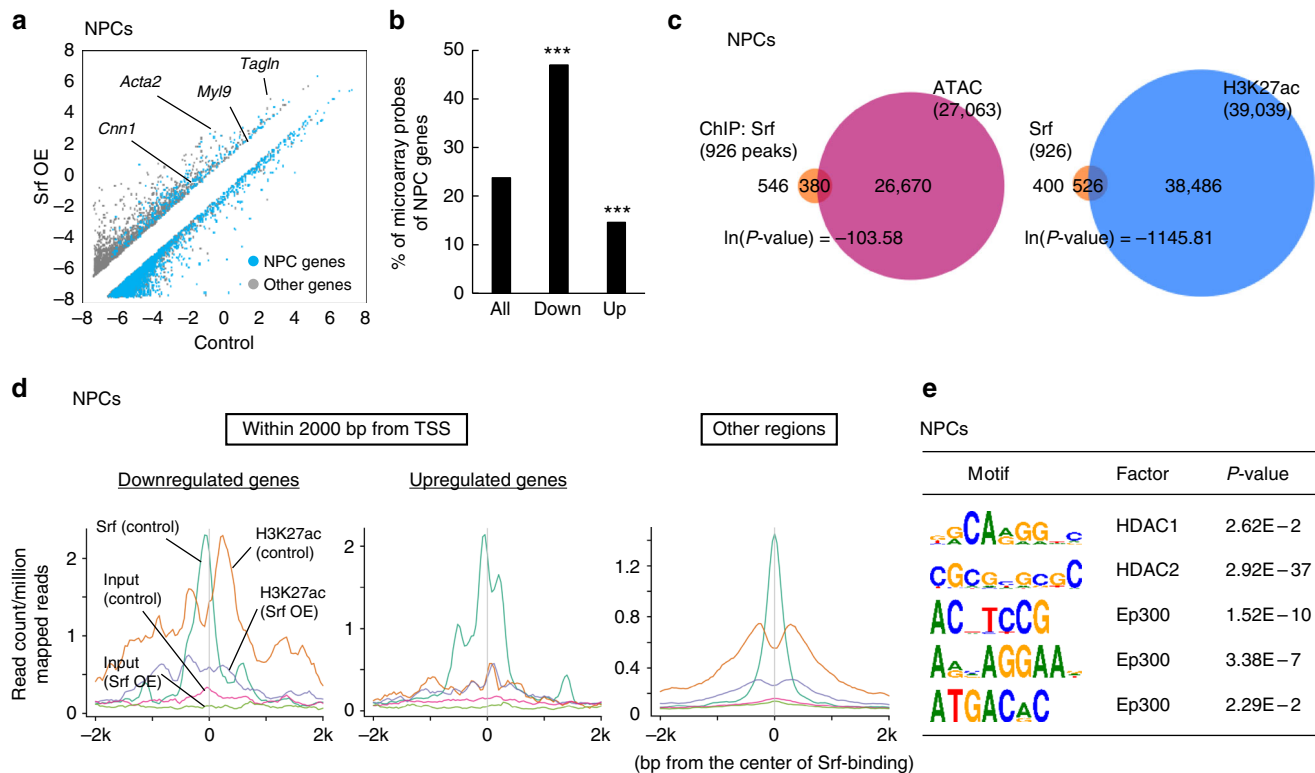 a
NPCs
8
6
4
2
0
−2
−4
−6
−8
Srf OE
Acta2
Tagln
Myl9
Cnn1
NPC genes
Other genes
−8 −6 −4 −2 0 2 4 6 8
Control
b
% of microarray probes
of NPC genes
50
40
30
20
10
0
***
***
All Down Up
c
NPCs
ATAC
(27,063)
ChIP: Srf
(926 peaks)
546 380 26,670
ln(P-value) = −103.58
H3K27ac
(39,039)
Srf
(926)
400 526 38,486
ln(P-value) = −1145.81
d
NPCs
Within 2000 bp from TSS
Other regions
Downregulated genes
Upregulated genes
Read count/million
mapped reads
2
1
0
Srf (control)
H3K27ac
(control)
Input
(control)
H3K27ac
(Srf OE)
Input
(Srf OE)
−2k 0 2k
2
1
0
−2k 0 2k
1.2
0.8
0.4
0
−2k 0 2k
(bp from the center of Srf-binding)
e
NPCs
Motif Factor P-value
HDAC1 2.62E−2
CGCG GCGC HDAC2 2.92E−37
AC TCCG Ep300 1.52E−10
A AGGAA Ep300 3.38E−7
ATGAC C Ep300 2.29E−2